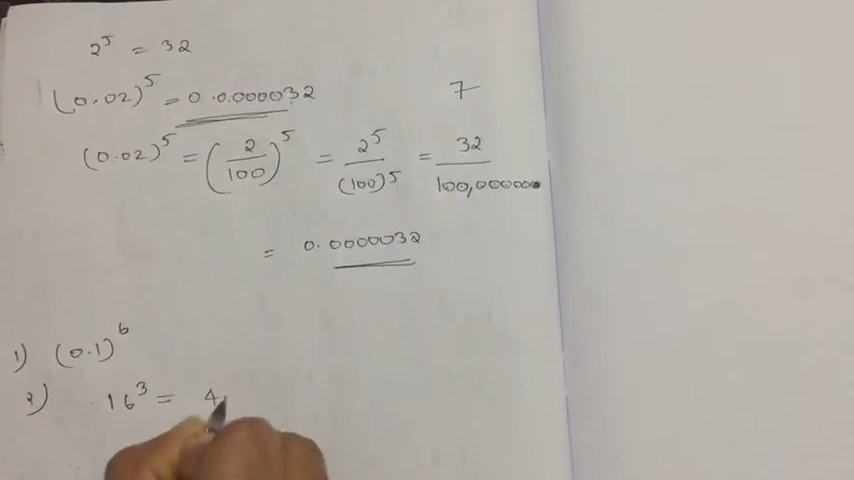 2^5 = 32
(0.02)^5 = 0.0.000032
7
(0.02)^5 = (2/100)^5 = 2^5/(100)^5 = 32/100,000000
= 0.0000032
1) (0.1)^6
2) 16^3 = 4